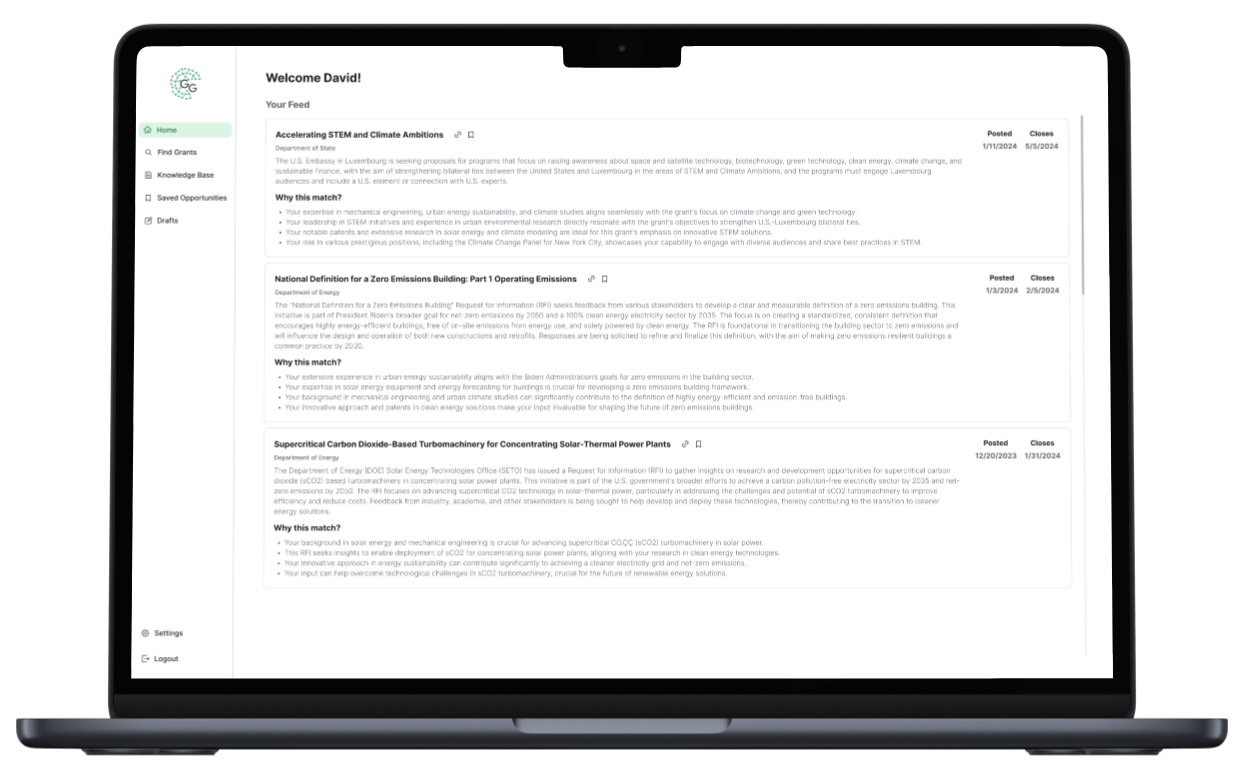 GG
Welcome David!
Your Feed
Home
Find Grants
Knowledge Base
Saved Opportunities
Drafts
Settings
Logout
Accelerating STEM and Climate Ambitions
Posted Closes
1/11/2024 5/5/2024
Department of State
The U.S. Embassy in Luxembourg is seeking proposals for programs that focus on raising awareness about space and satellite technology, biotechnology, green technology, clean energy, climate change, and
sustainable finance, with the aim of strengthening bilateral ties between the United States and Luxembourg in the areas of STEM and Climate Ambitions, and the programs must engage Luxembourg
audiences and include a U.S. element or connection with U.S. experts.
Why this match?
• Your expertise in mechanical engineering, urban energy sustainability, and climate studies aligns seamlessly with the grant's focus on climate change and green technology.
• Your leadership in STEM initiatives and experience in urban environmental research directly resonate with the grant's objectives to strengthen U.S.-Luxembourg bilateral ties.
• Your notable patents and extensive research in solar energy and climate modeling are ideal for this grant's emphasis on innovative STEM solutions.
• Your role in various prestigious positions, including the Climate Change Panel for New York City, showcases your capability to engage with diverse audiences and share best practices in STEM.
National Definition for a Zero Emissions Building: Part 1 Operating Emissions
Posted Closes
1/3/2024 2/5/2024
Department of Energy
The "National Definition for a Zero Emissions Building" Request for Information (RFI) seeks feedback from various stakeholders to develop a clear and measurable definition of a zero emissions building. This
initiative is part of President Biden's broader goal for net-zero emissions by 2050 and a 100% clean energy electricity sector by 2035. The focus is on creating a standardized, consistent definition that
encourages highly energy-efficient buildings, free of on-site emissions from energy use, and solely powered by clean energy. The RFI is foundational in transitioning the building sector to zero emissions and
will influence the design and operation of both new constructions and retrofits. Responses are being solicited to refine and finalize this definition, with the aim of making zero emissions resilient buildings a
common practice by 2030.
Why this match?
• Your extensive experience in urban energy sustainability aligns with the Biden Administration's goals for zero emissions in the building sector.
• Your expertise in solar energy equipment and energy forecasting for buildings is crucial for developing a zero emissions building framework.
• Your background in mechanical engineering and urban climate studies can significantly contribute to the definition of highly energy-efficient and emission-free buildings.
• Your innovative approach and patents in clean energy solutions make your input invaluable for shaping the future of zero emissions buildings.
Supercritical Carbon Dioxide-Based Turbomachinery for Concentrating Solar-Thermal Power Plants
Posted Closes
12/20/2023 1/31/2024
Department of Energy
The Department of Energy (DOE) Solar Energy Technologies Office (SETO) has issued a Request for Information (RFI) to gather insights on research and development opportunities for supercritical carbon
dioxide (sCO2) based turbomachinery in concentrating solar power plants. This initiative is part of the U.S. government's broader efforts to achieve a carbon pollution-free electricity sector by 2035 and net-
zero emissions by 2050. The RFI focuses on advancing supercritical CO2 technology in solar-thermal power, particularly in addressing the challenges and potential of sCO2 turbomachinery to improve
efficiency and reduce costs. Feedback from industry, academia, and other stakeholders is being sought to help develop and deploy these technologies, thereby contributing to the transition to cleaner
energy solutions.
Why this match?
• Your background in solar energy and mechanical engineering is crucial for advancing supercritical (sCO2) turbomachinery in solar power.
• This RFI seeks insights to enable deployment of sCO2 for concentrating solar power plants, aligning with your research in clean energy technologies.
• Your innovative approach in energy sustainability can contribute significantly to achieving a cleaner electricity grid and net-zero emissions.
• Your input can help overcome technological challenges in sCO2 turbomachinery, crucial for the future of renewable energy solutions.